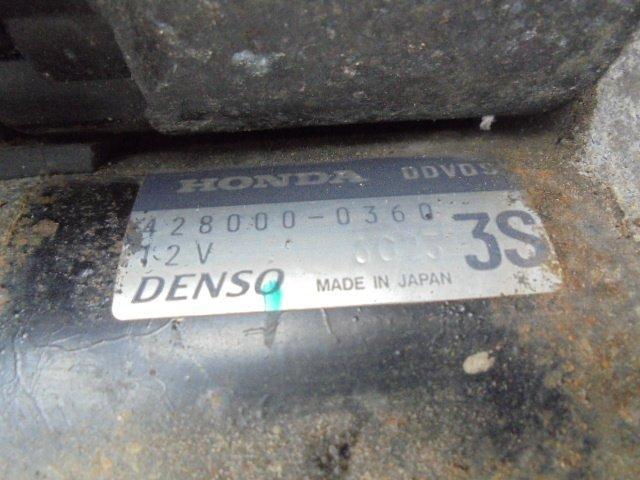 HONDA
428000-0360
12V 3S
DENSO MADE IN JAPAN